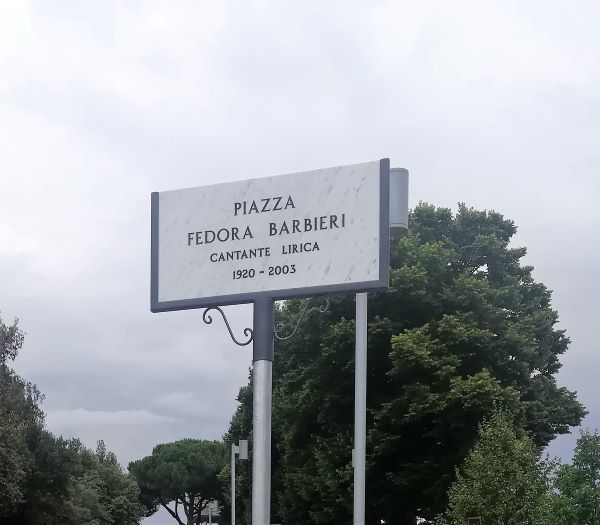 PIAZZA
FEDORA BARBIERI
CANTANTE LIRICA
1920 - 2003